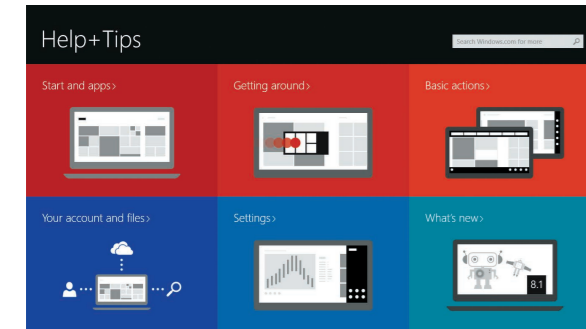 Help+Tips
Search Windows.com for more
Start and apps>
Getting around>
Basic actions>
Your account and files>
Settings>
What's new>
8.1